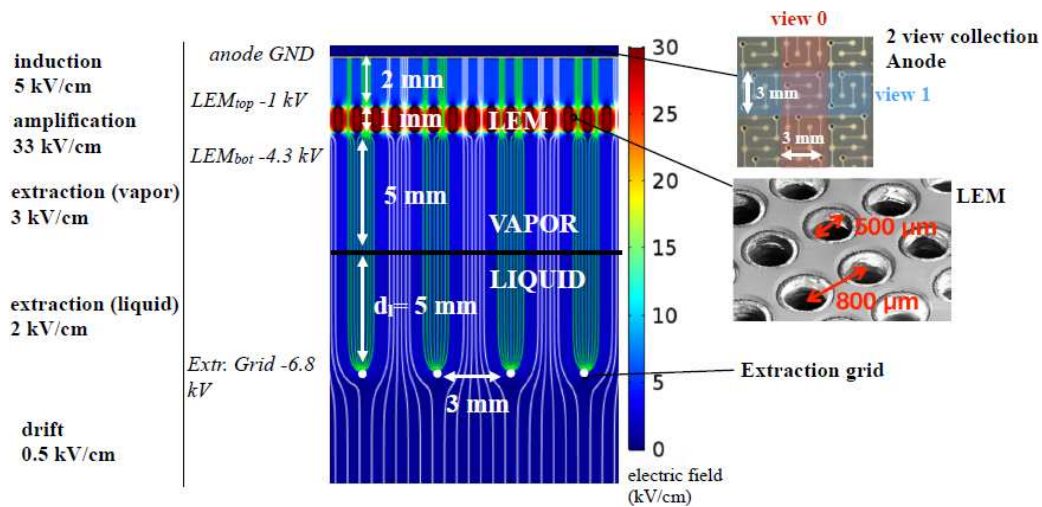 induction
5 kV/cm
amplification
33 kV/cm
extraction (vapor)
3 kV/cm
extraction (liquid)
2 kV/cm
drift
0.5 kV/cm
anode GND
LEMtop -1 kV
LEMbot -4.3 kV
Extr. Grid -6.8
kV
2 mm
1 mm
LEM
5 mm
VAPOR
LIQUID
dl= 5 mm
3 mm
30
25
20
15
10
5
0
electric field
(kV/cm)
view 0
2 view collection
Anode
view 1
3 mm
3 mm
LEM
500 µm
800 µm
Extraction grid